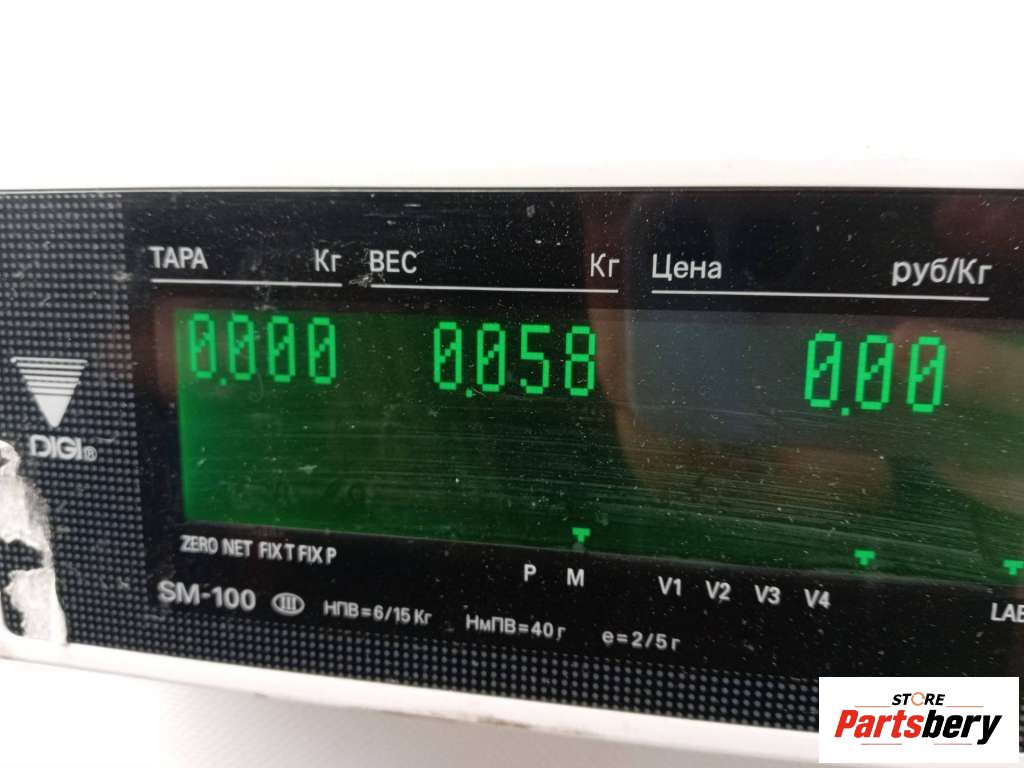 ТАРА Кг ВЕС Кг Цена руб/Кг
0.000 0.058 0.00
DIGI®
ZERO NET FIX T FIX P
P M V1 V2 V3 V4
SM-100 III НПВ=6/15 Кг НмПВ=40 г e=2/5 г
STORE
Partsbery